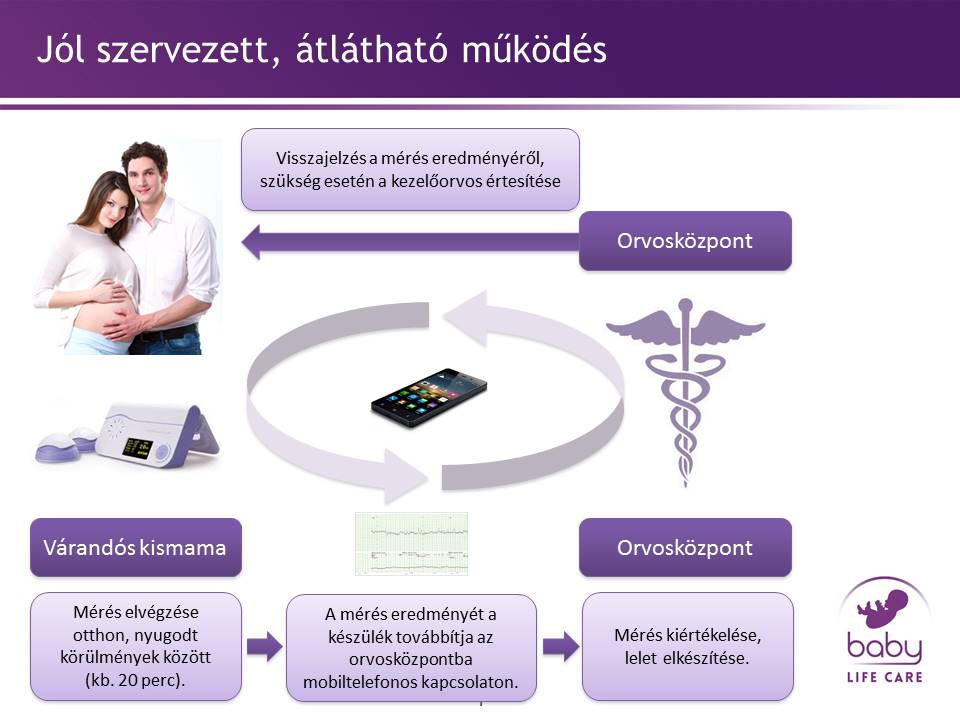 Jól szervezett, átlátható működés
Visszajelzés a mérés eredményéről,
szükség esetén a kezelőorvos értesítése
Orvosközpont
Várandós kismama
Orvosközpont
Mérés elvégzése
otthon, nyugodt
körülmények között
(kb. 20 perc).
A mérés eredményét a
készülék továbbítja az
orvosközpontba
mobiltelefonos kapcsolaton.
Mérés kiértékelése,
lelet elkészítése.
baby
LIFE CARE